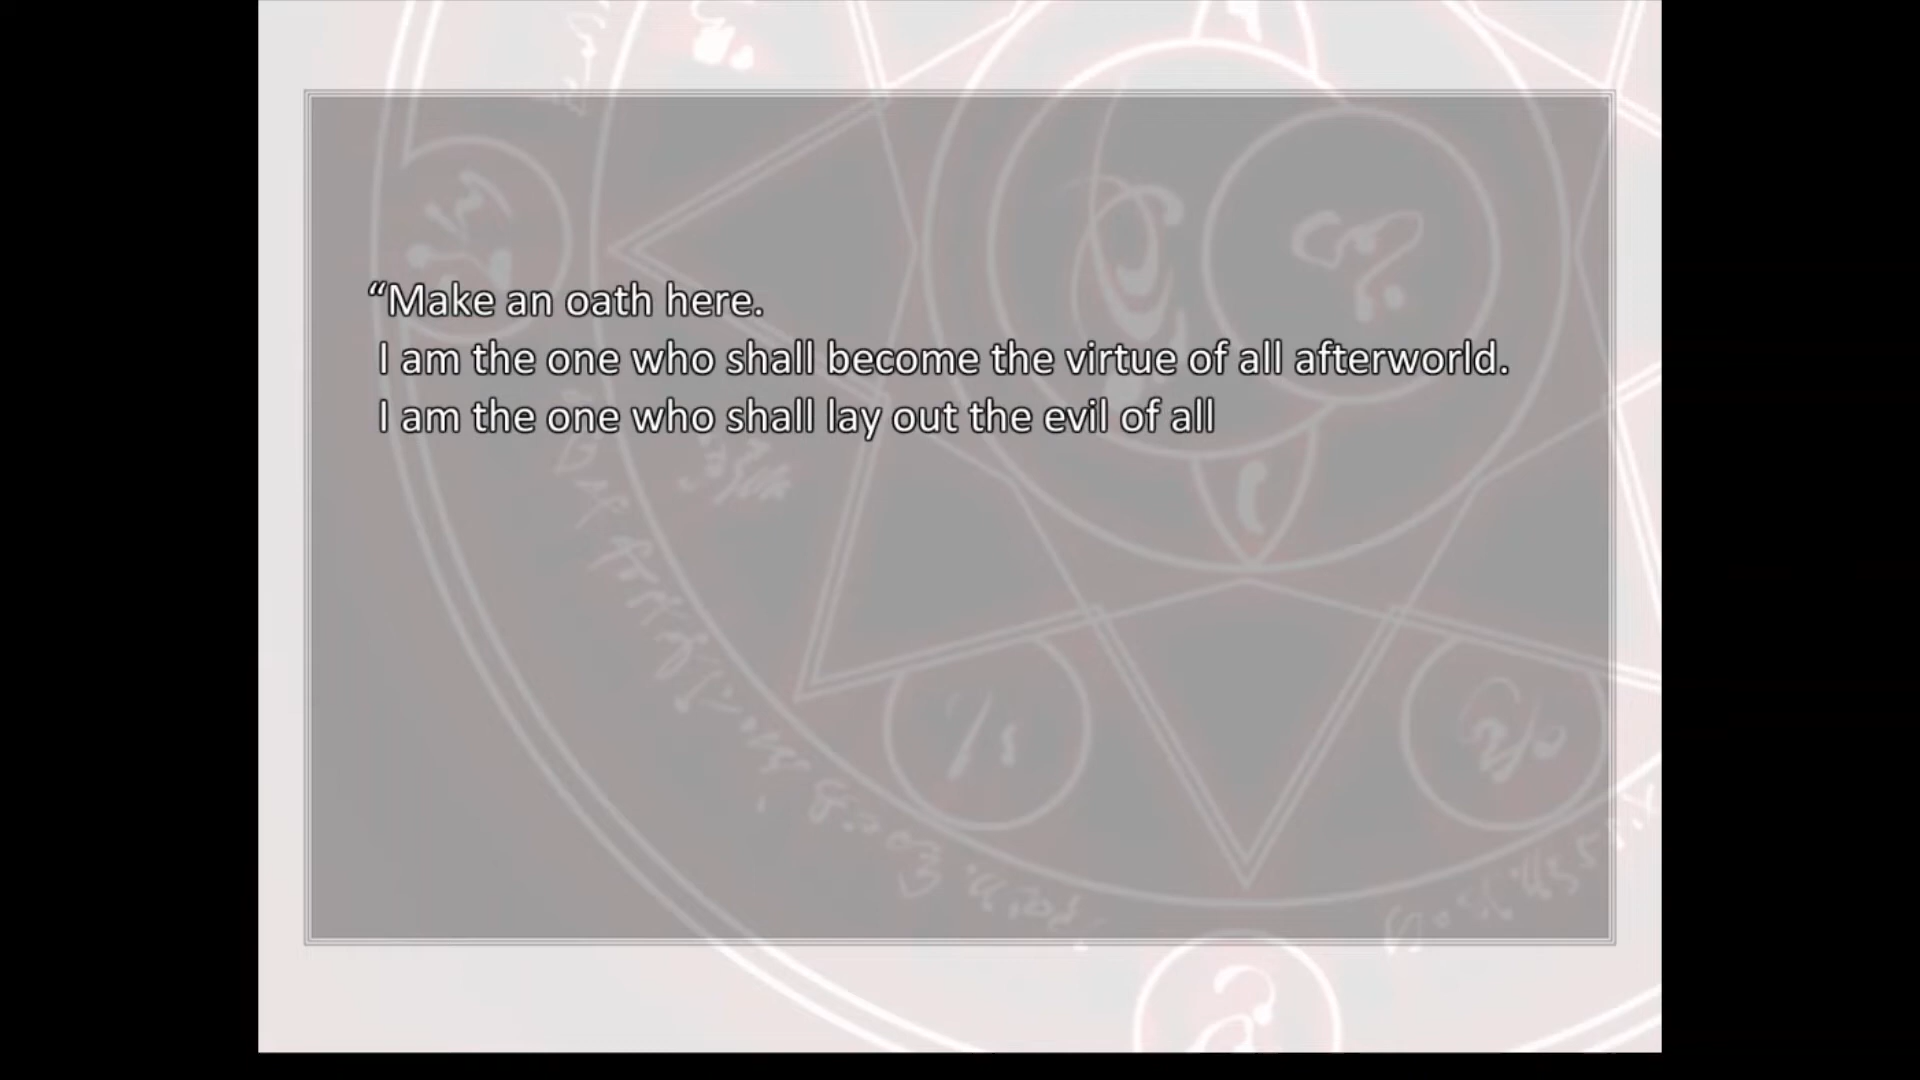 “Make an oath here.
I am the one who shall become the virtue of all afterworld.
I am the one who shall lay out the evil of all